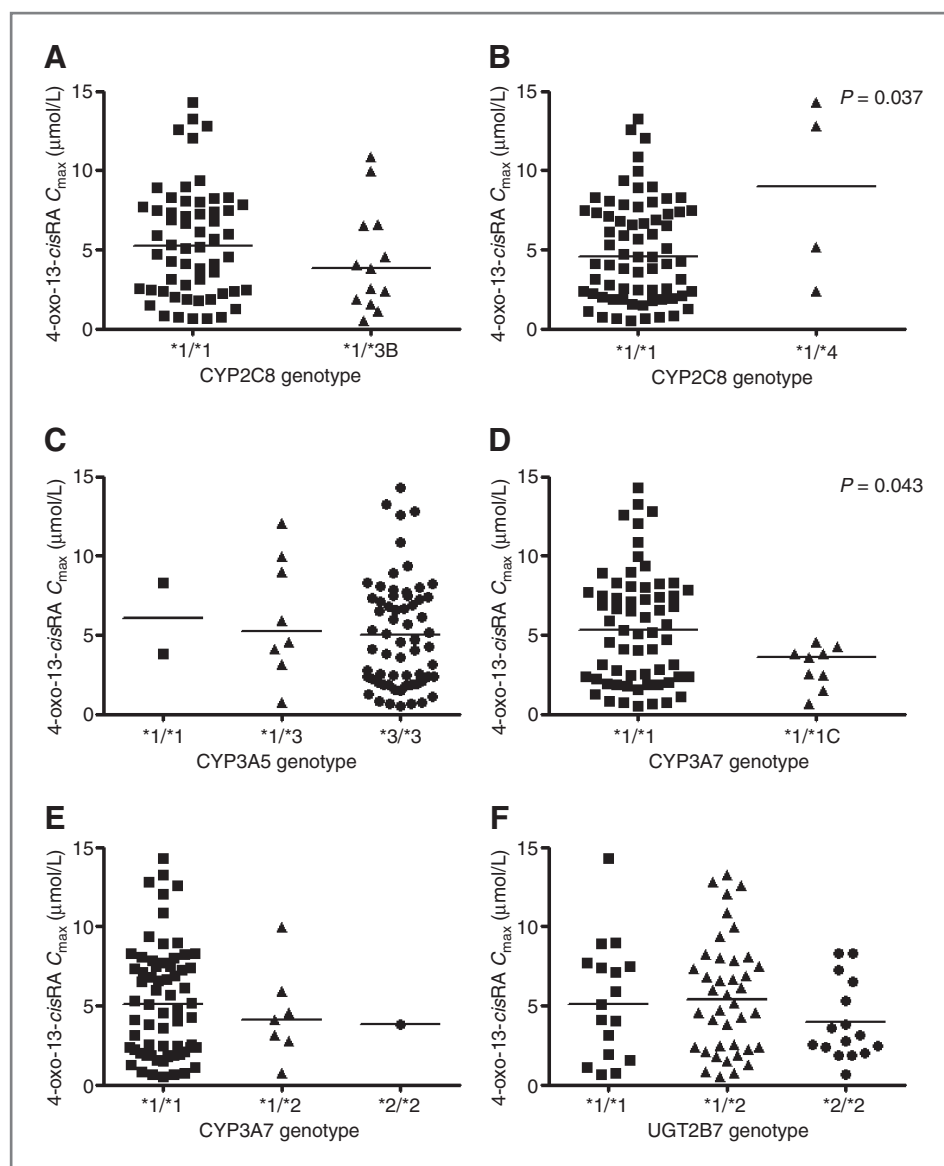 A
4-oxo-13-cisRA Cmax (μmol/L)
15
10
5
0
*1/*1 *1/*3B
CYP2C8 genotype
B
4-oxo-13-cisRA Cmax (μmol/L)
15
10
5
0
P = 0.037
*1/*1 *1/*4
CYP2C8 genotype
C
4-oxo-13-cisRA Cmax (μmol/L)
15
10
5
0
*1/*1 *1/*3 *3/*3
CYP3A5 genotype
D
4-oxo-13-cisRA Cmax (μmol/L)
15
10
5
0
P = 0.043
*1/*1 *1/*1C
CYP3A7 genotype
E
4-oxo-13-cisRA Cmax (μmol/L)
15
10
5
0
*1/*1 *1/*2 *2/*2
CYP3A7 genotype
F
4-oxo-13-cisRA Cmax (μmol/L)
15
10
5
0
*1/*1 *1/*2 *2/*2
UGT2B7 genotype